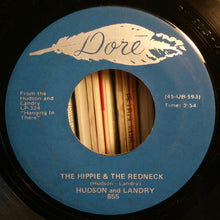 Doré
From the
Hudson and
Landry
LP-324
"Hanging In
There"
(45-UB-593)
Time: 2:54
THE HIPPIE & THE REDNECK
(Hudson - Landry)
HUDSON and LANDRY
855